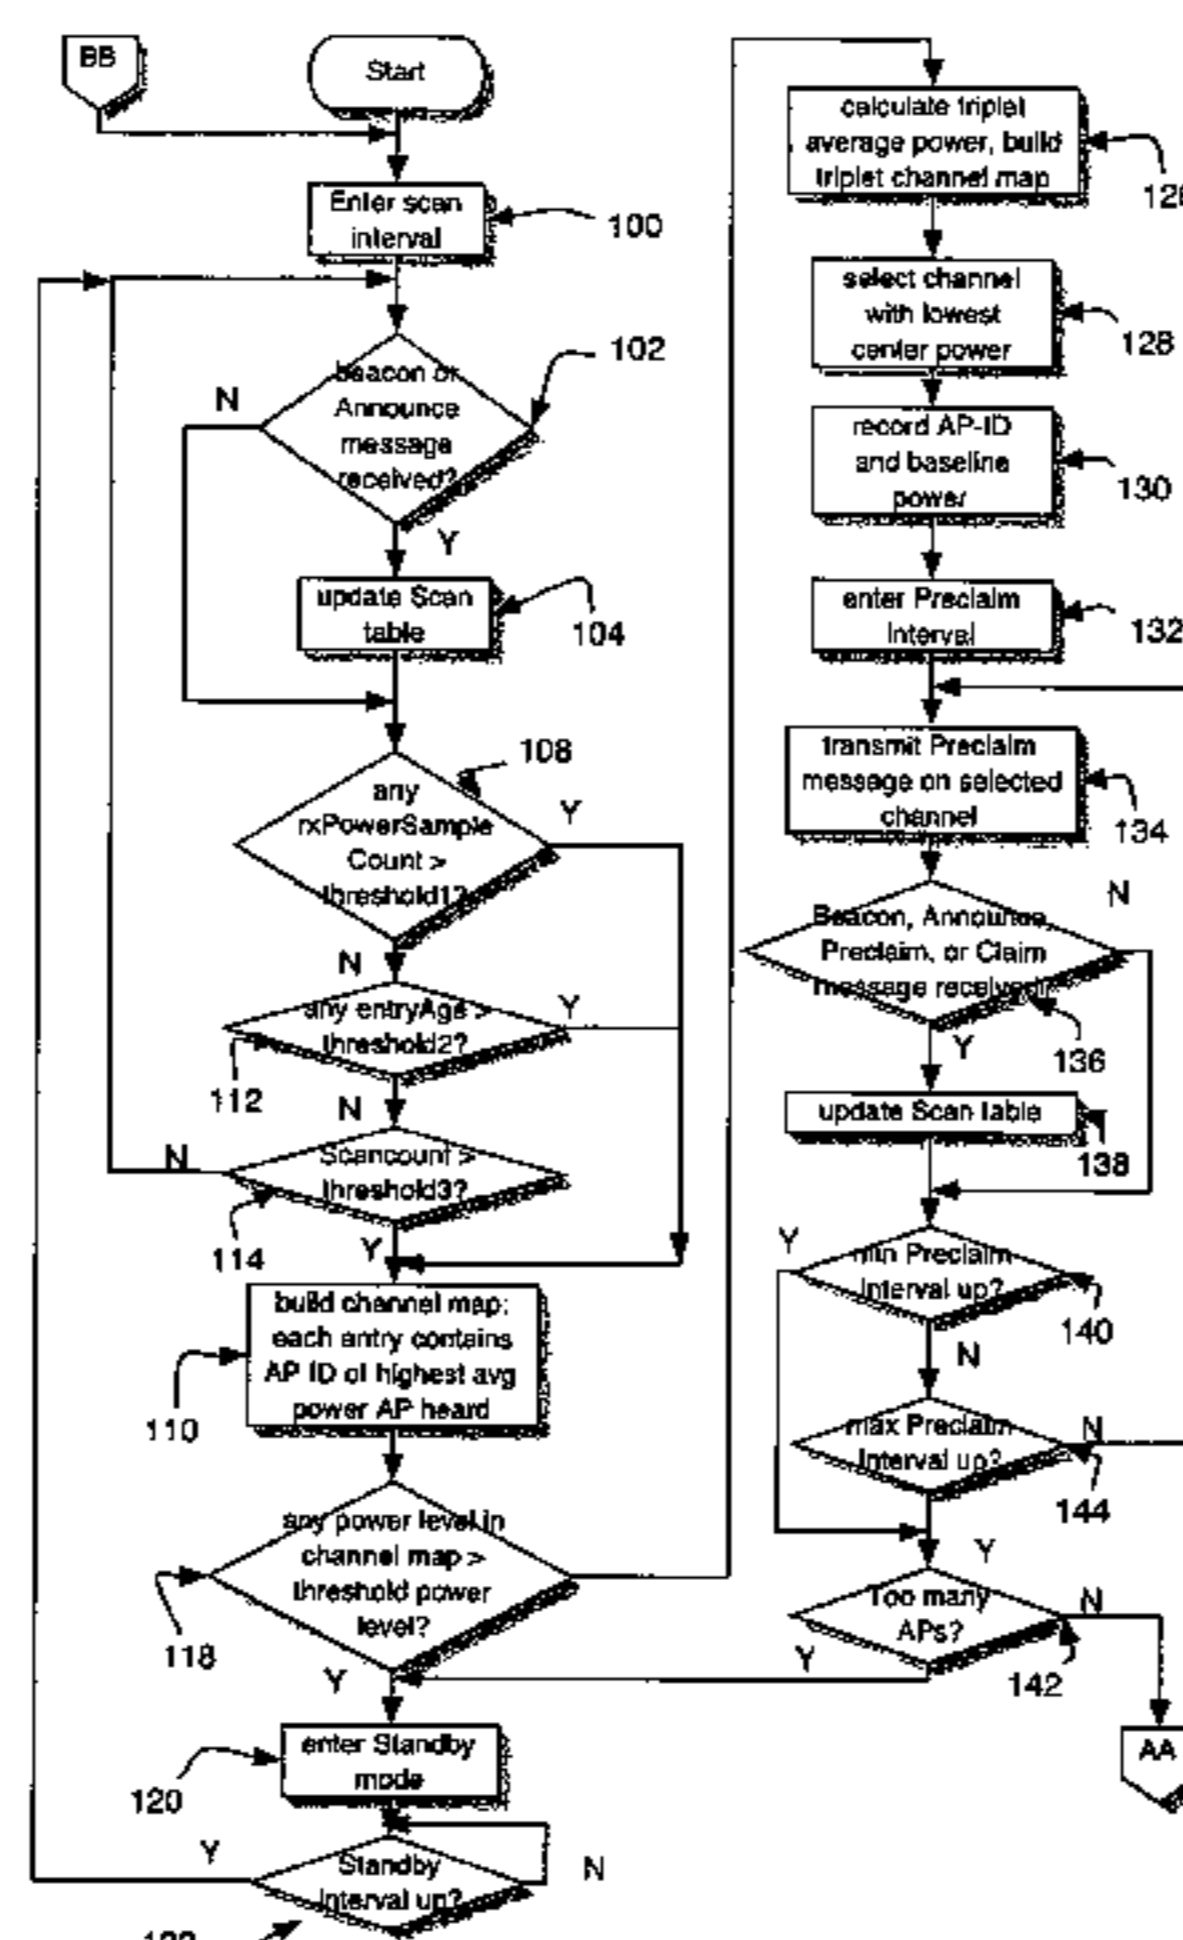 BB
Start
Enter scan
interval
100
beacon or
Announce
message
received?
102
N
Y
update Scan
table
104
any
rxPowerSample
Count >
threshold1?
108
Y
N
any entryAge >
threshold2?
Y
112
N
Scancount >
threshold3?
N
114
Y
build channel map;
each entry contains
AP ID of highest avg
power AP heard
110
any power level in
channel map >
threshold power
level?
118
Y
enter Standby
mode
120
Y
Standby
interval up?
N
calculate triplet
average power, build
triplet channel map
select channel
with lowest
center power
128
record AP-ID
and baseline
power
130
enter Preclaim
Interval
132
transmit Preclaim
message on selected
channel
134
N
Beacon, Announce,
Preclaim, or Claim
message received?
136
Y
update Scan table
138
Y
min Preclaim
Interval up?
140
N
max Preclaim
Interval up?
N
144
Y
Too many
APs?
N
Y
142
AA